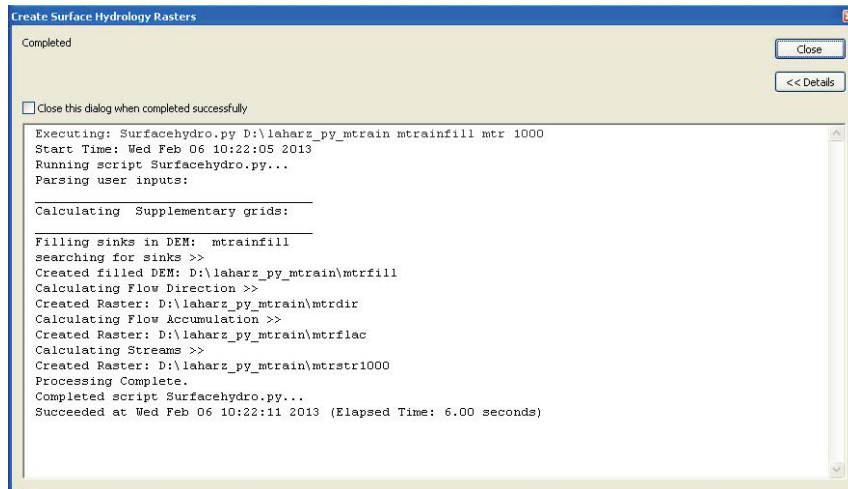 Create Surface Hydrology Rasters
Completed
Close
<< Details
Close this dialog when completed successfully
Executing: Surfacehydro.py D:\laharz_py_mtrain mtrainfill mtr 1000
Start Time: Wed Feb 06 10:22:05 2013
Running script Surfacehydro.py...
Parsing user inputs:
Calculating  Supplementary grids:
Filling sinks in DEM:  mtrainfill
searching for sinks >>
Created filled DEM: D:\laharz_py_mtrain\mtrfill
Calculating Flow Direction >>
Created Raster: D:\laharz_py_mtrain\mtrdir
Calculating Flow Accumulation >>
Created Raster: D:\laharz_py_mtrain\mtrflac
Calculating Streams >>
Created Raster: D:\laharz_py_mtrain\mtrstr1000
Processing Complete.
Completed script Surfacehydro.py...
Succeeded at Wed Feb 06 10:22:11 2013 (Elapsed Time: 6.00 seconds)